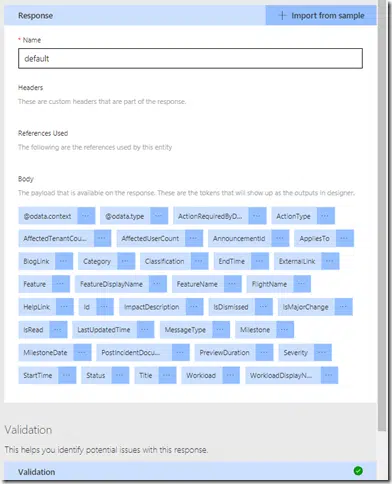 Response
+ Import from sample
* Name
default
Headers
These are custom headers that are part of the response.
References Used
The following are the references used by this entity
Body
The payload that is available on the response. These are the tokens that will show up as the outputs in designer.
@odata.context ... @odata.type ... ActionRequiredByD... ... ActionType ...
AffectedTenantCou... ... AffectedUserCount ... AnnouncementId ... AppliesTo ...
BlogLink ... Category ... Classification ... EndTime ... ExternalLink ...
Feature ... FeatureDisplayName ... FeatureName ... FlightName ...
HelpLink ... Id ... ImpactDescription ... IsDismissed ... IsMajorChange ...
IsRead ... LastUpdatedTime ... MessageType ... Milestone ...
MilestoneDate ... PostIncidentDocu... ... PreviewDuration ... Severity ...
StartTime ... Status ... Title ... Workload ... WorkloadDisplayN... ...
Validation
This helps you identify potential issues with this response.
Validation